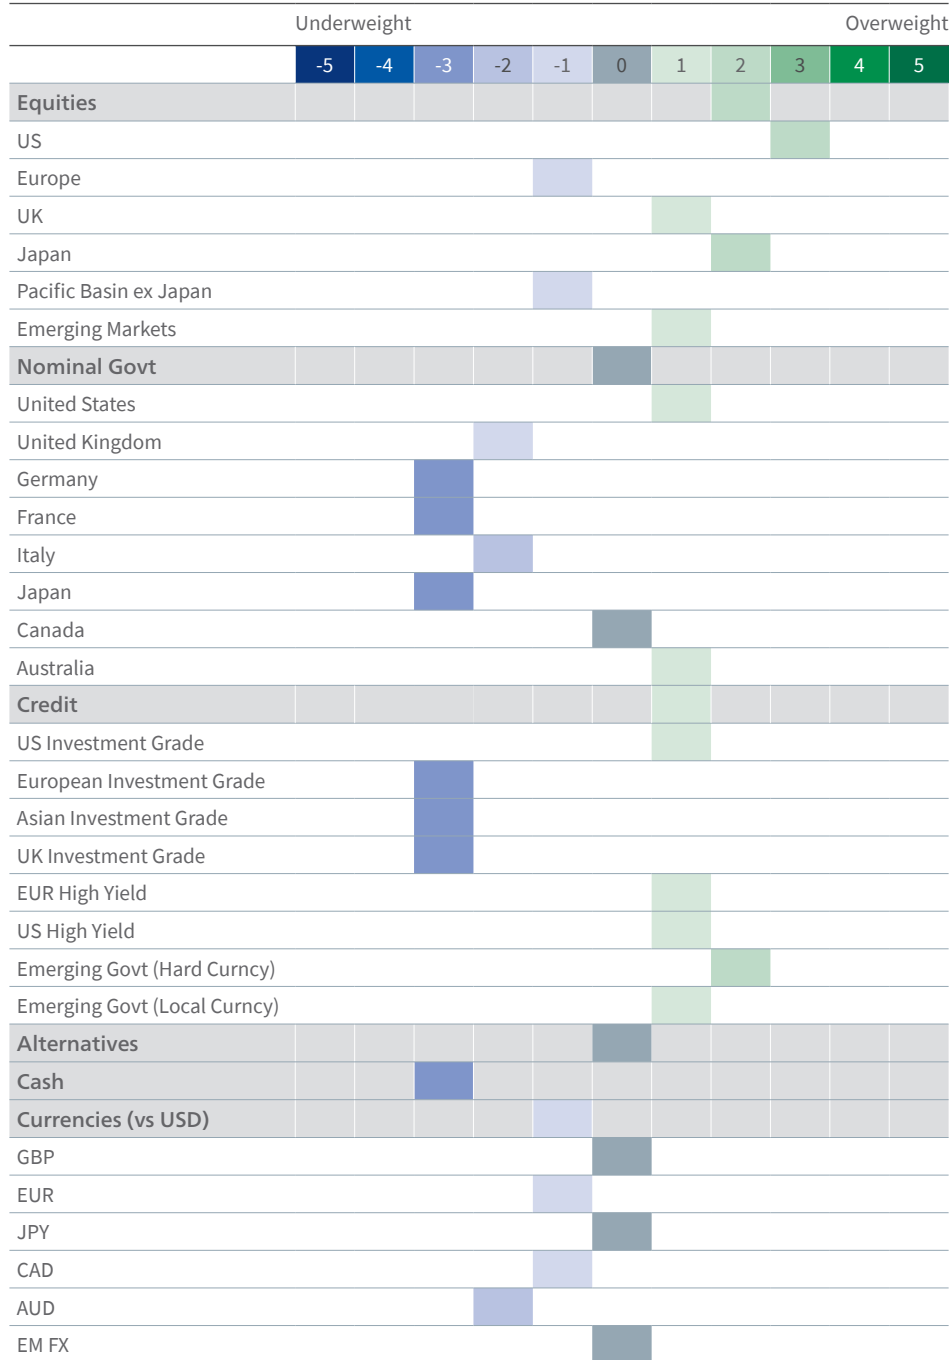 Underweight Overweight
-5 -4 -3 -2 -1 0 1 2 3 4 5
Equities
US
Europe
UK
Japan
Pacific Basin ex Japan
Emerging Markets
Nominal Govt
United States
United Kingdom
Germany
France
Italy
Japan
Canada
Australia
Credit
US Investment Grade
European Investment Grade
Asian Investment Grade
UK Investment Grade
EUR High Yield
US High Yield
Emerging Govt (Hard Curncy)
Emerging Govt (Local Curncy)
Alternatives
Cash
Currencies (vs USD)
GBP
EUR
JPY
CAD
AUD
EM FX